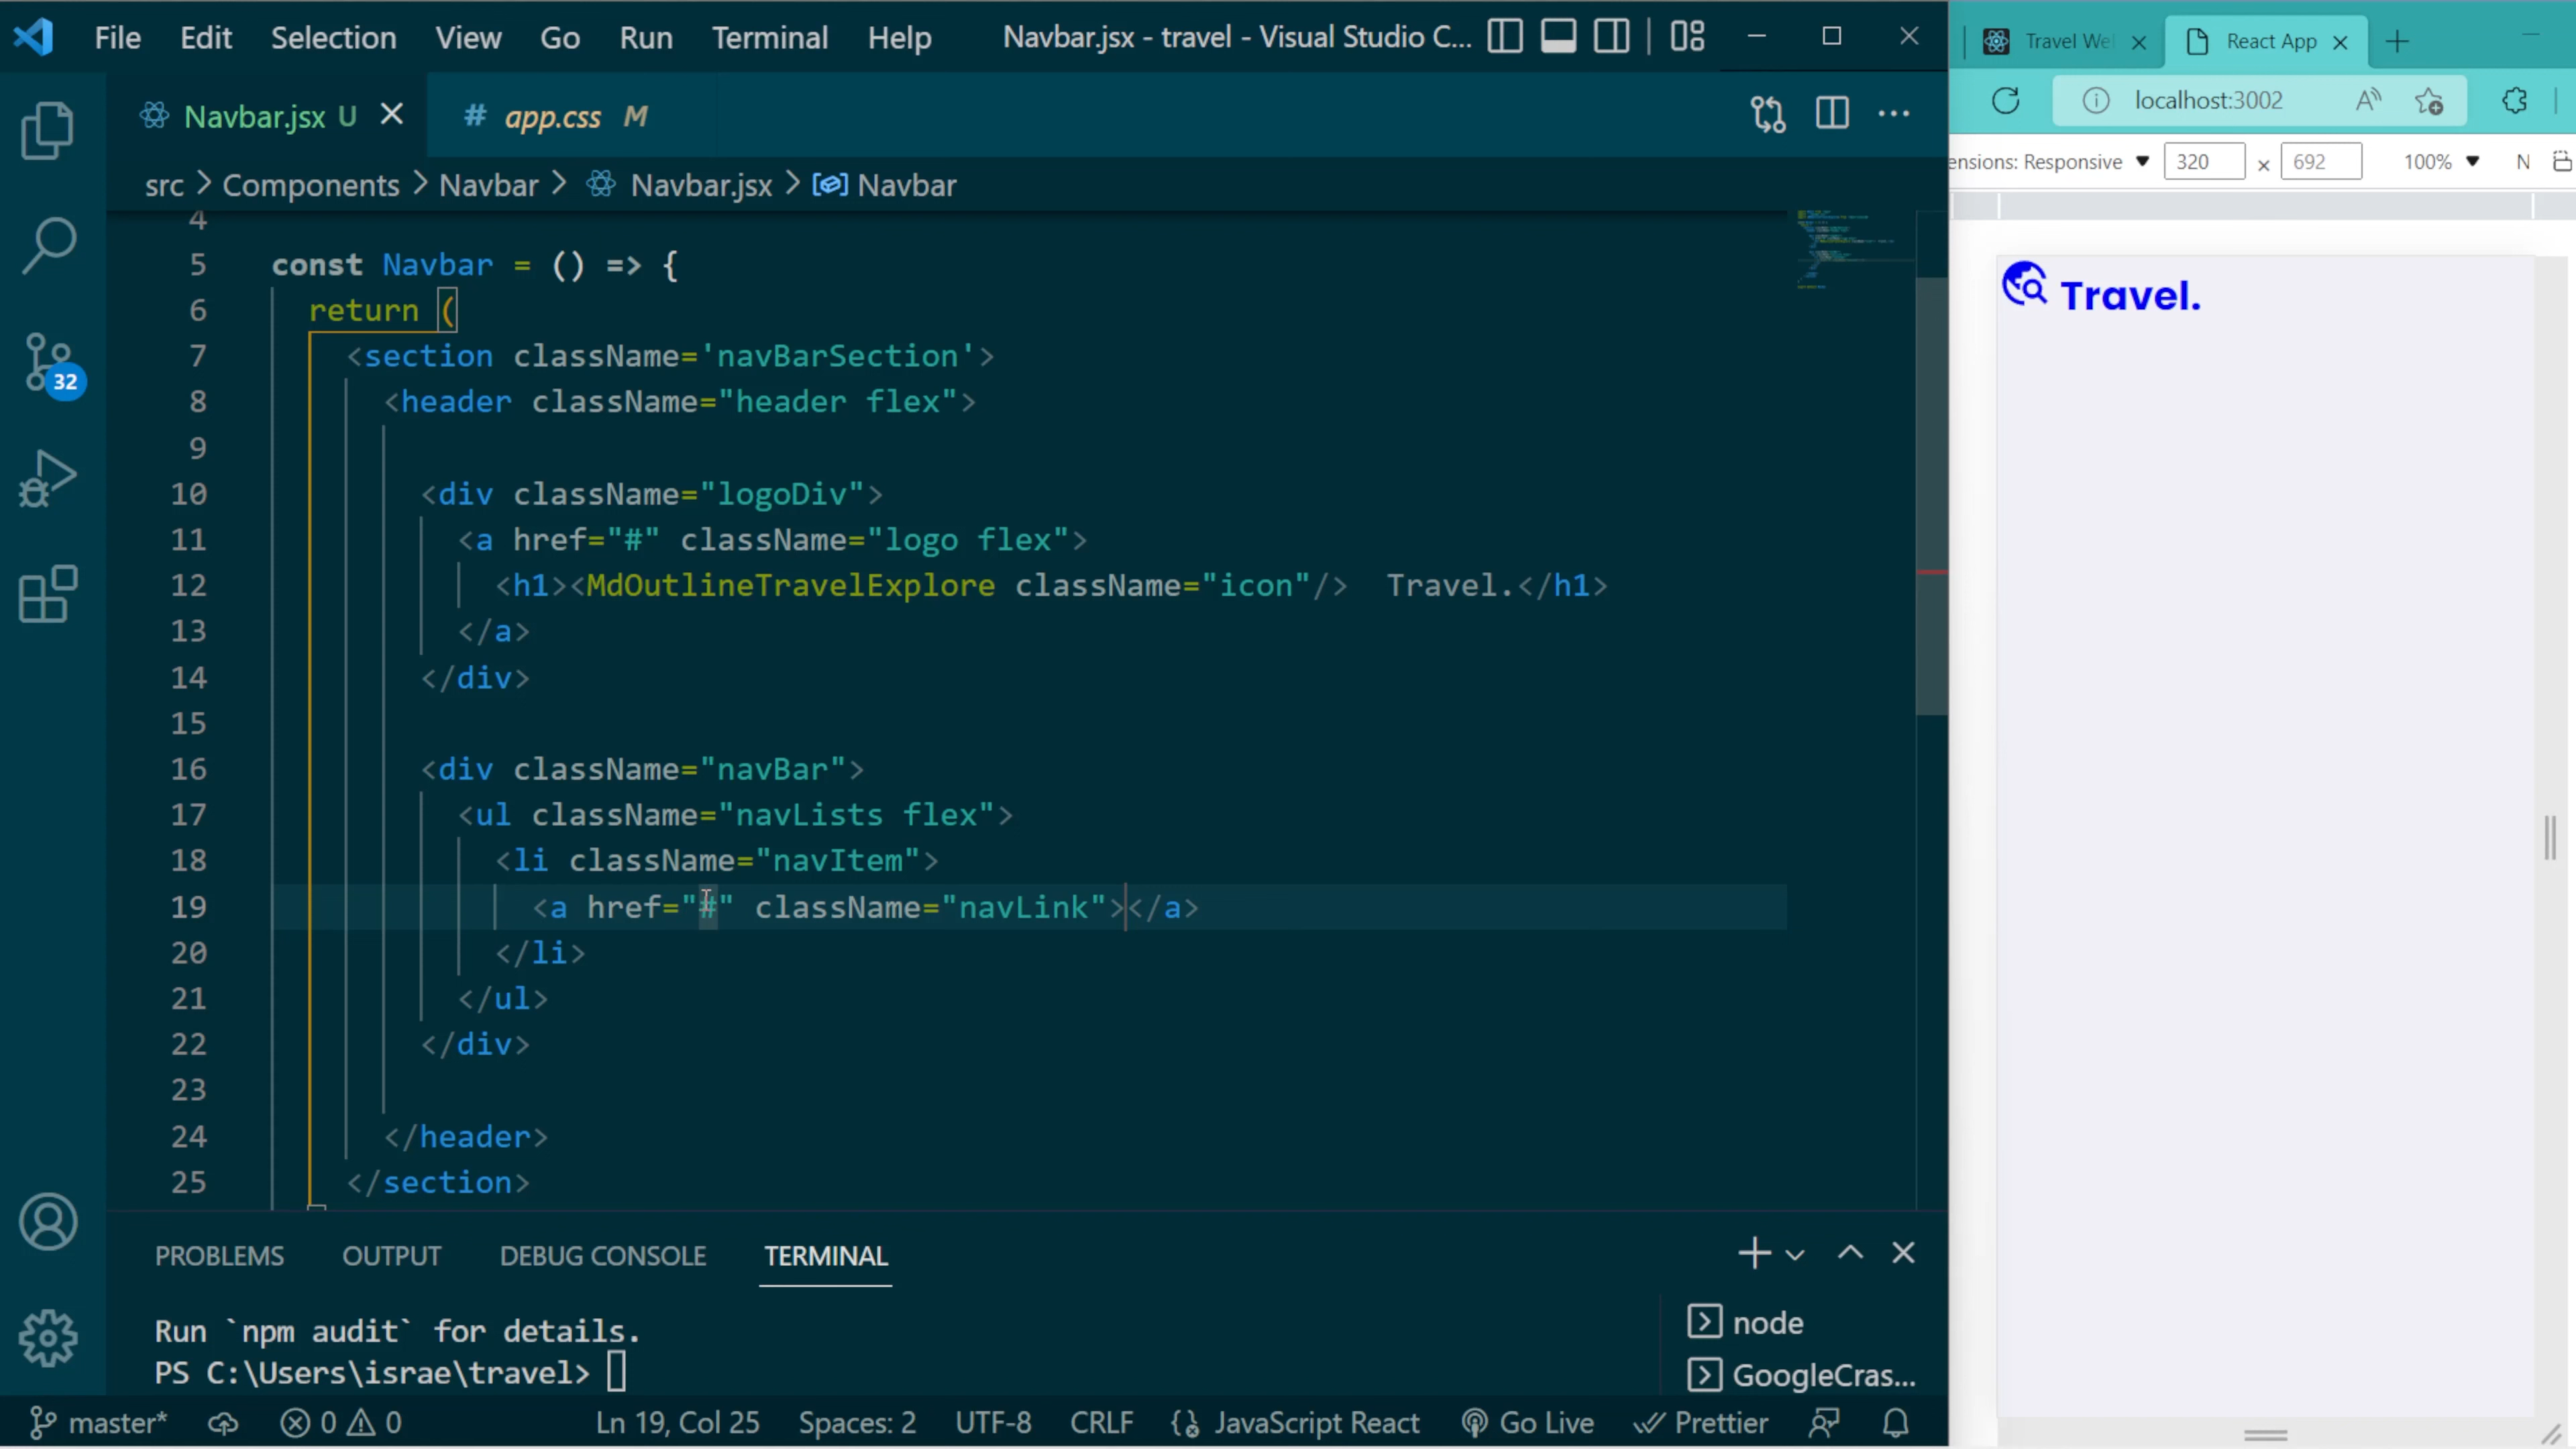 File Edit Selection View Go Run Terminal Help Navbar.jsx - travel - Visual Studio C...
Navbar.jsx U
# app.css M
src > Components > Navbar > Navbar.jsx > Navbar
4
5 const Navbar = () => {
6 return (
7 <section className='navBarSection'>
8 <header className="header flex">
9
10 <div className="logoDiv">
11 <a href="#" className="logo flex">
12 <h1><MdOutlineTravelExplore className="icon"/> Travel.</h1>
13 </a>
14 </div>
15
16 <div className="navBar">
17 <ul className="navLists flex">
18 <li className="navItem">
19 <a href="#" className="navLink"></a>
20 </li>
21 </ul>
22 </div>
23
24 </header>
25 </section>
32
PROBLEMS OUTPUT DEBUG CONSOLE TERMINAL
Run `npm audit` for details.
PS C:\Users\israe\travel>
node
GoogleCras...
master* 0 0 Ln 19, Col 25 Spaces: 2 UTF-8 CRLF JavaScript React Go Live Prettier
Travel We
React App
localhost:3002
ensions: Responsive 320 × 692 100% N
Travel.